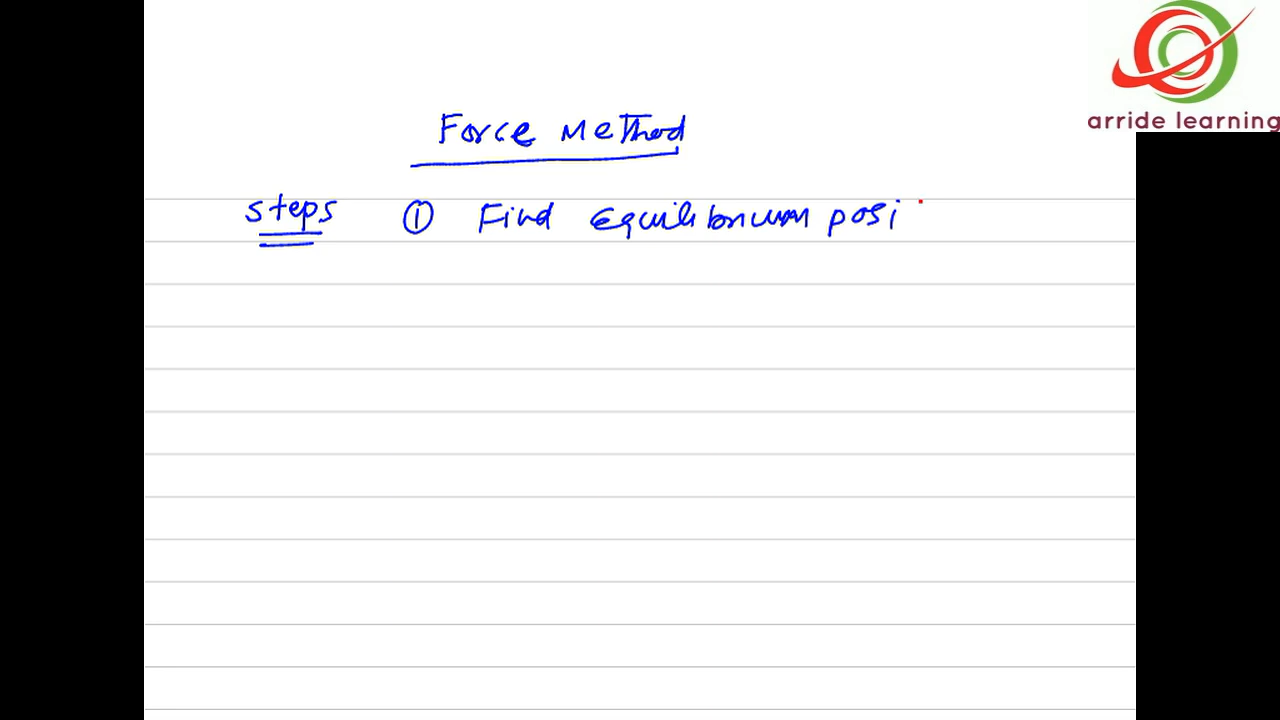 arride learning
Force Method
Steps ① Find Equilibrium posi